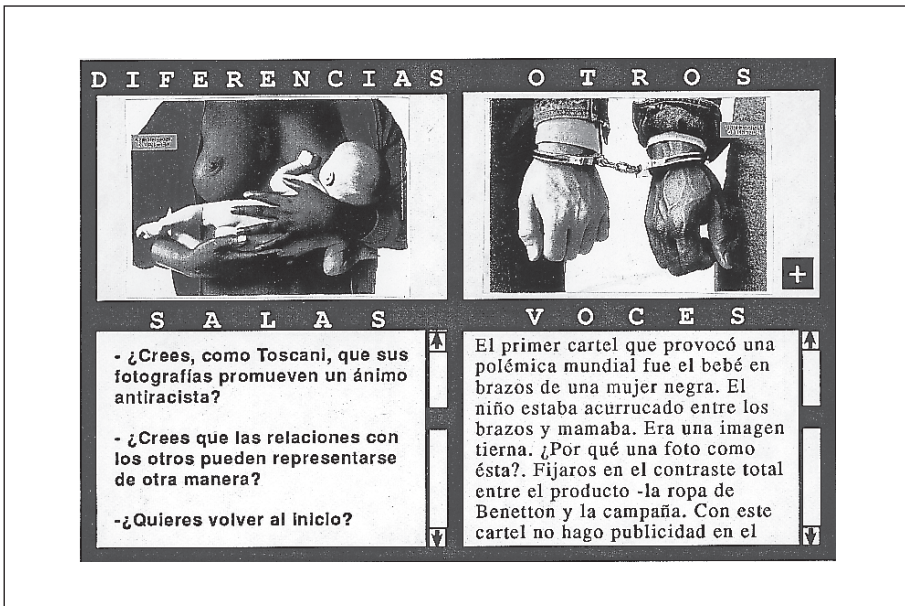 DIFERENCIAS
OTROS
+
SALAS
- ¿Crees, como Toscani, que sus
fotografías promueven un ánimo
antiracista?
- ¿Crees que las relaciones con
los otros pueden representarse
de otra manera?
-¿Quieres volver al inicio?
VOCES
El primer cartel que provocó una
polémica mundial fue el bebé en
brazos de una mujer negra. El
niño estaba acurrucado entre los
brazos y mamaba. Era una imagen
tierna. ¿Por qué una foto como
ésta?. Fijaros en el contraste total
entre el producto -la ropa de
Benetton y la campaña. Con este
cartel no hago publicidad en el